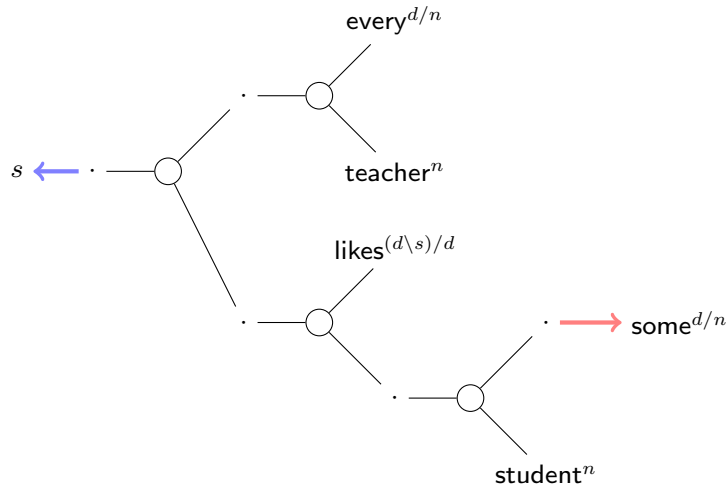 every^{d/n}
s
teacher^{n}
likes^{(d\s)/d}
some^{d/n}
student^{n}